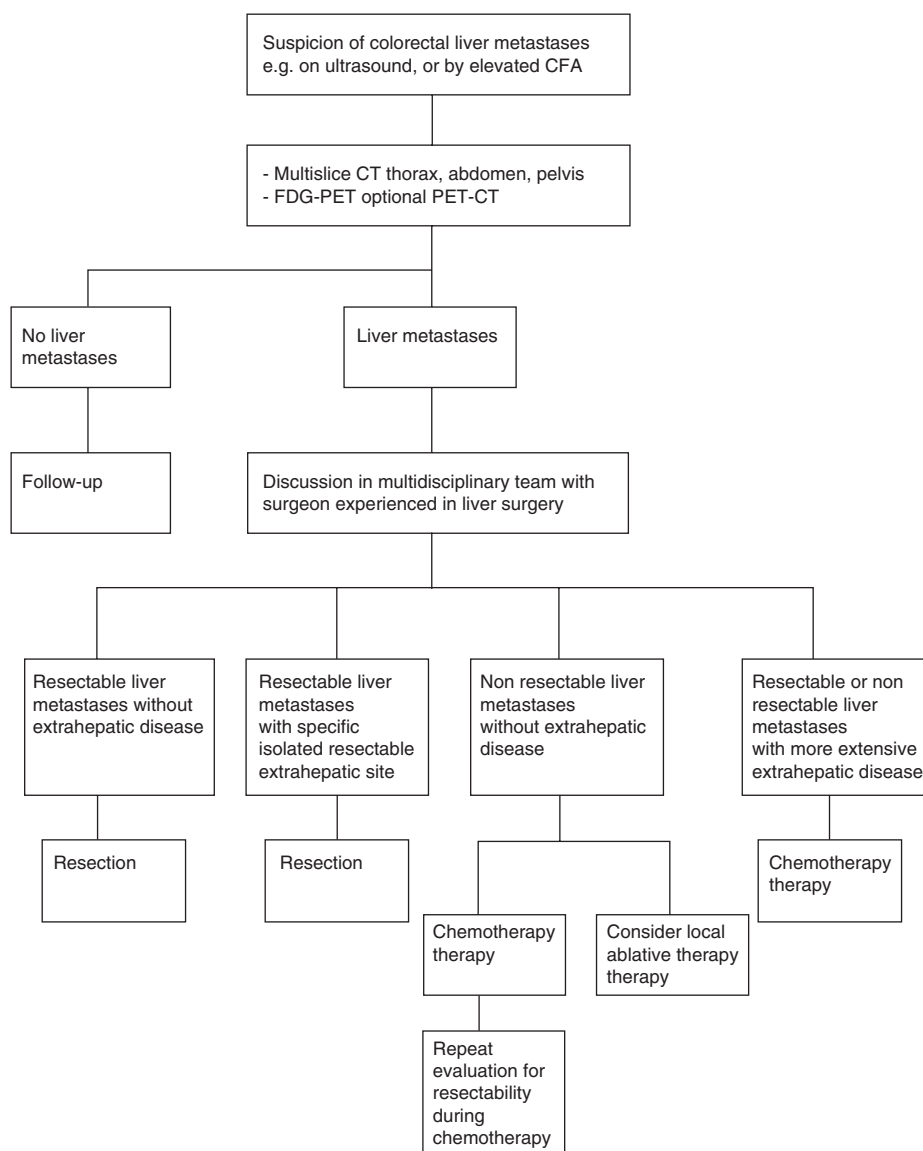 Suspicion of colorectal liver metastases
e.g. on ultrasound, or by elevated CFA
- Multislice CT thorax, abdomen, pelvis
- FDG-PET optional PET-CT
No liver
metastases
Liver metastases
Follow-up
Discussion in multidisciplinary team with
surgeon experienced in liver surgery
Resectable liver
metastases without
extrahepatic disease
Resectable liver
metastases
with specific
isolated resectable
extrahepatic site
Non resectable liver
metastases
without extrahepatic
disease
Resectable or non
resectable liver
metastases
with more extensive
extrahepatic disease
Resection
Resection
Chemotherapy
therapy
Consider local
ablative therapy
therapy
Chemotherapy
therapy
Repeat
evaluation for
resectability
during
chemotherapy